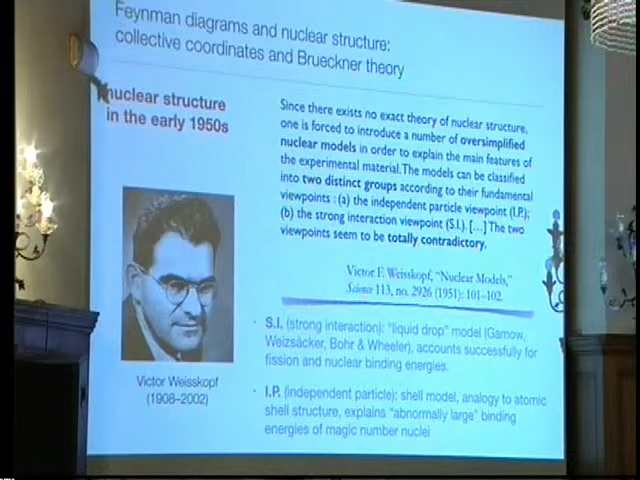 Feynman diagrams and nuclear structure:
collective coordinates and Brueckner theory
nuclear structure
in the early 1950s
Since there exists no exact theory of nuclear structure,
one is forced to introduce a number of oversimplified
nuclear models in order to explain the main features of
the experimental material. The models can be classified
into two distinct groups according to their fundamental
viewpoints : (a) the independent particle viewpoint (I.P.);
(b) the strong interaction viewpoint (S.I.). [...] The two
viewpoints seem to be totally contradictory.
Victor F. Weisskopf, "Nuclear Models,"
Science 113, no. 2926 (1951): 101–102.
Victor Weisskopf
(1908–2002)
· S.I. (strong interaction): "liquid drop" model (Gamow,
Weizsäcker, Bohr & Wheeler), accounts successfully for
fission and nuclear binding energies.
· I.P. (independent particle): shell model, analogy to atomic
shell structure, explains "abnormally large" binding
energies of magic number nuclei